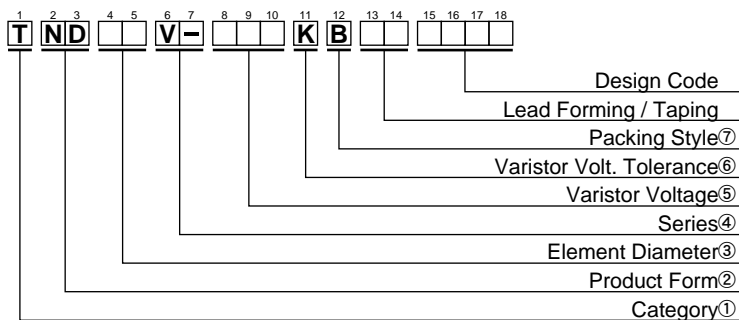 1 2 3 4 5 6 7 8 9 10 11 12 13 14 15 16 17 18
T N D V - K B
Design Code
Lead Forming / Taping
Packing Style⑦
Varistor Volt. Tolerance⑥
Varistor Voltage⑤
Series④
Element Diameter③
Product Form②
Category①